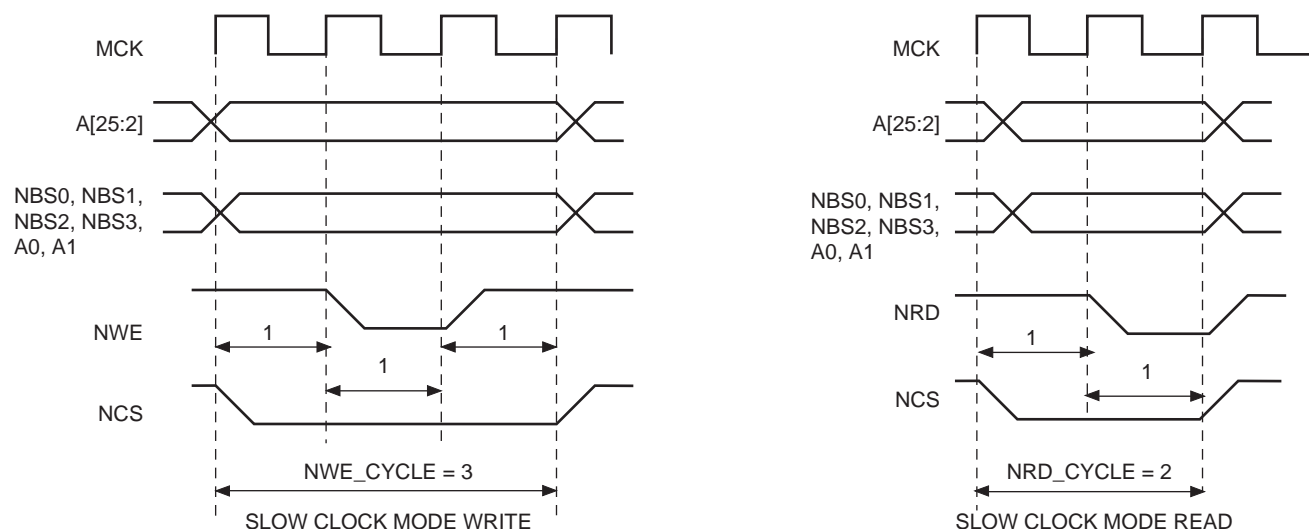 MCK
A[25:2]
NBS0, NBS1,
NBS2, NBS3,
A0, A1
NWE
1
1
1
NCS
NWE_CYCLE = 3
SLOW CLOCK MODE WRITE
MCK
A[25:2]
NBS0, NBS1,
NBS2, NBS3,
A0, A1
NRD
1
1
NCS
NRD_CYCLE = 2
SLOW CLOCK MODE READ